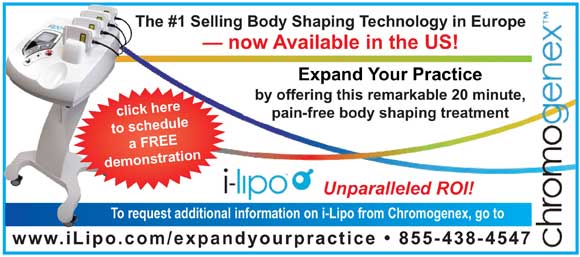 The #1 Selling Body Shaping Technology in Europe
— now Available in the US!
Expand Your Practice
by offering this remarkable 20 minute,
pain-free body shaping treatment
click here
to schedule
a FREE
demonstration
i-lipo™
Unparalleled ROI!
chromogenex™
To request additional information on i-Lipo from Chromogenex, go to
www.iLipo.com/expandyourpractice • 855-438-4547